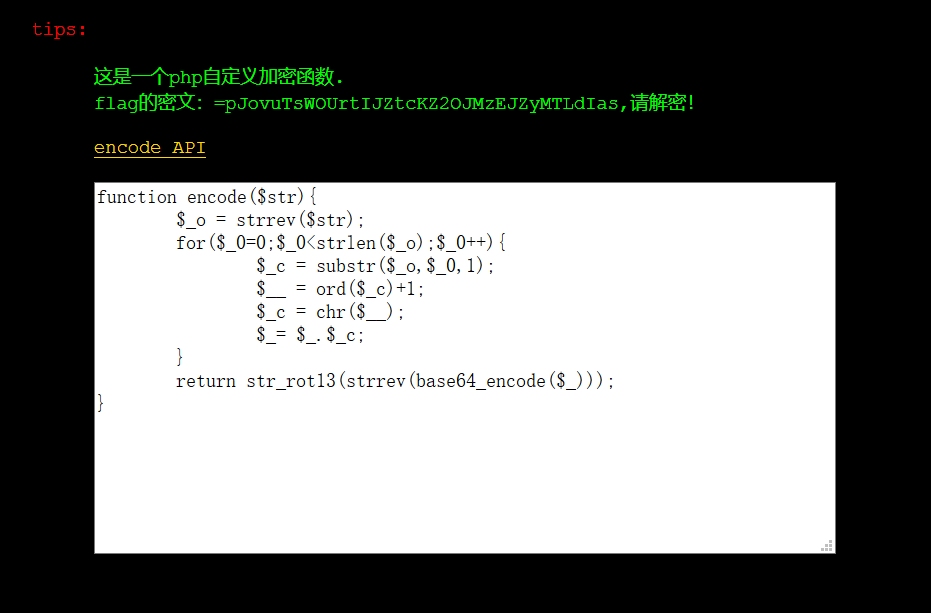 tips:
这是一个php自定义加密函数.
flag的密文: =pJovuTsWOUrtIJZtcKZ2OJMzEJZyMTLdIas,请解密!
encode API
function encode($str){
$_o = strrev($str);
for($_0=0;$_0<strlen($_o);$_0++){
$_c = substr($_o,$_0,1);
$__ = ord($_c)+1;
$_c = chr($__);
$_= $_.$_c;
}
return str_rot13(strrev(base64_encode($_)));
}